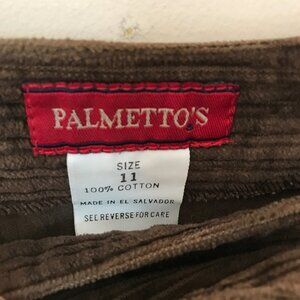 PALMETTO'S
SIZE
11
100% COTTON
MADE IN EL SALVADOR
SEE REVERSE FOR CARE